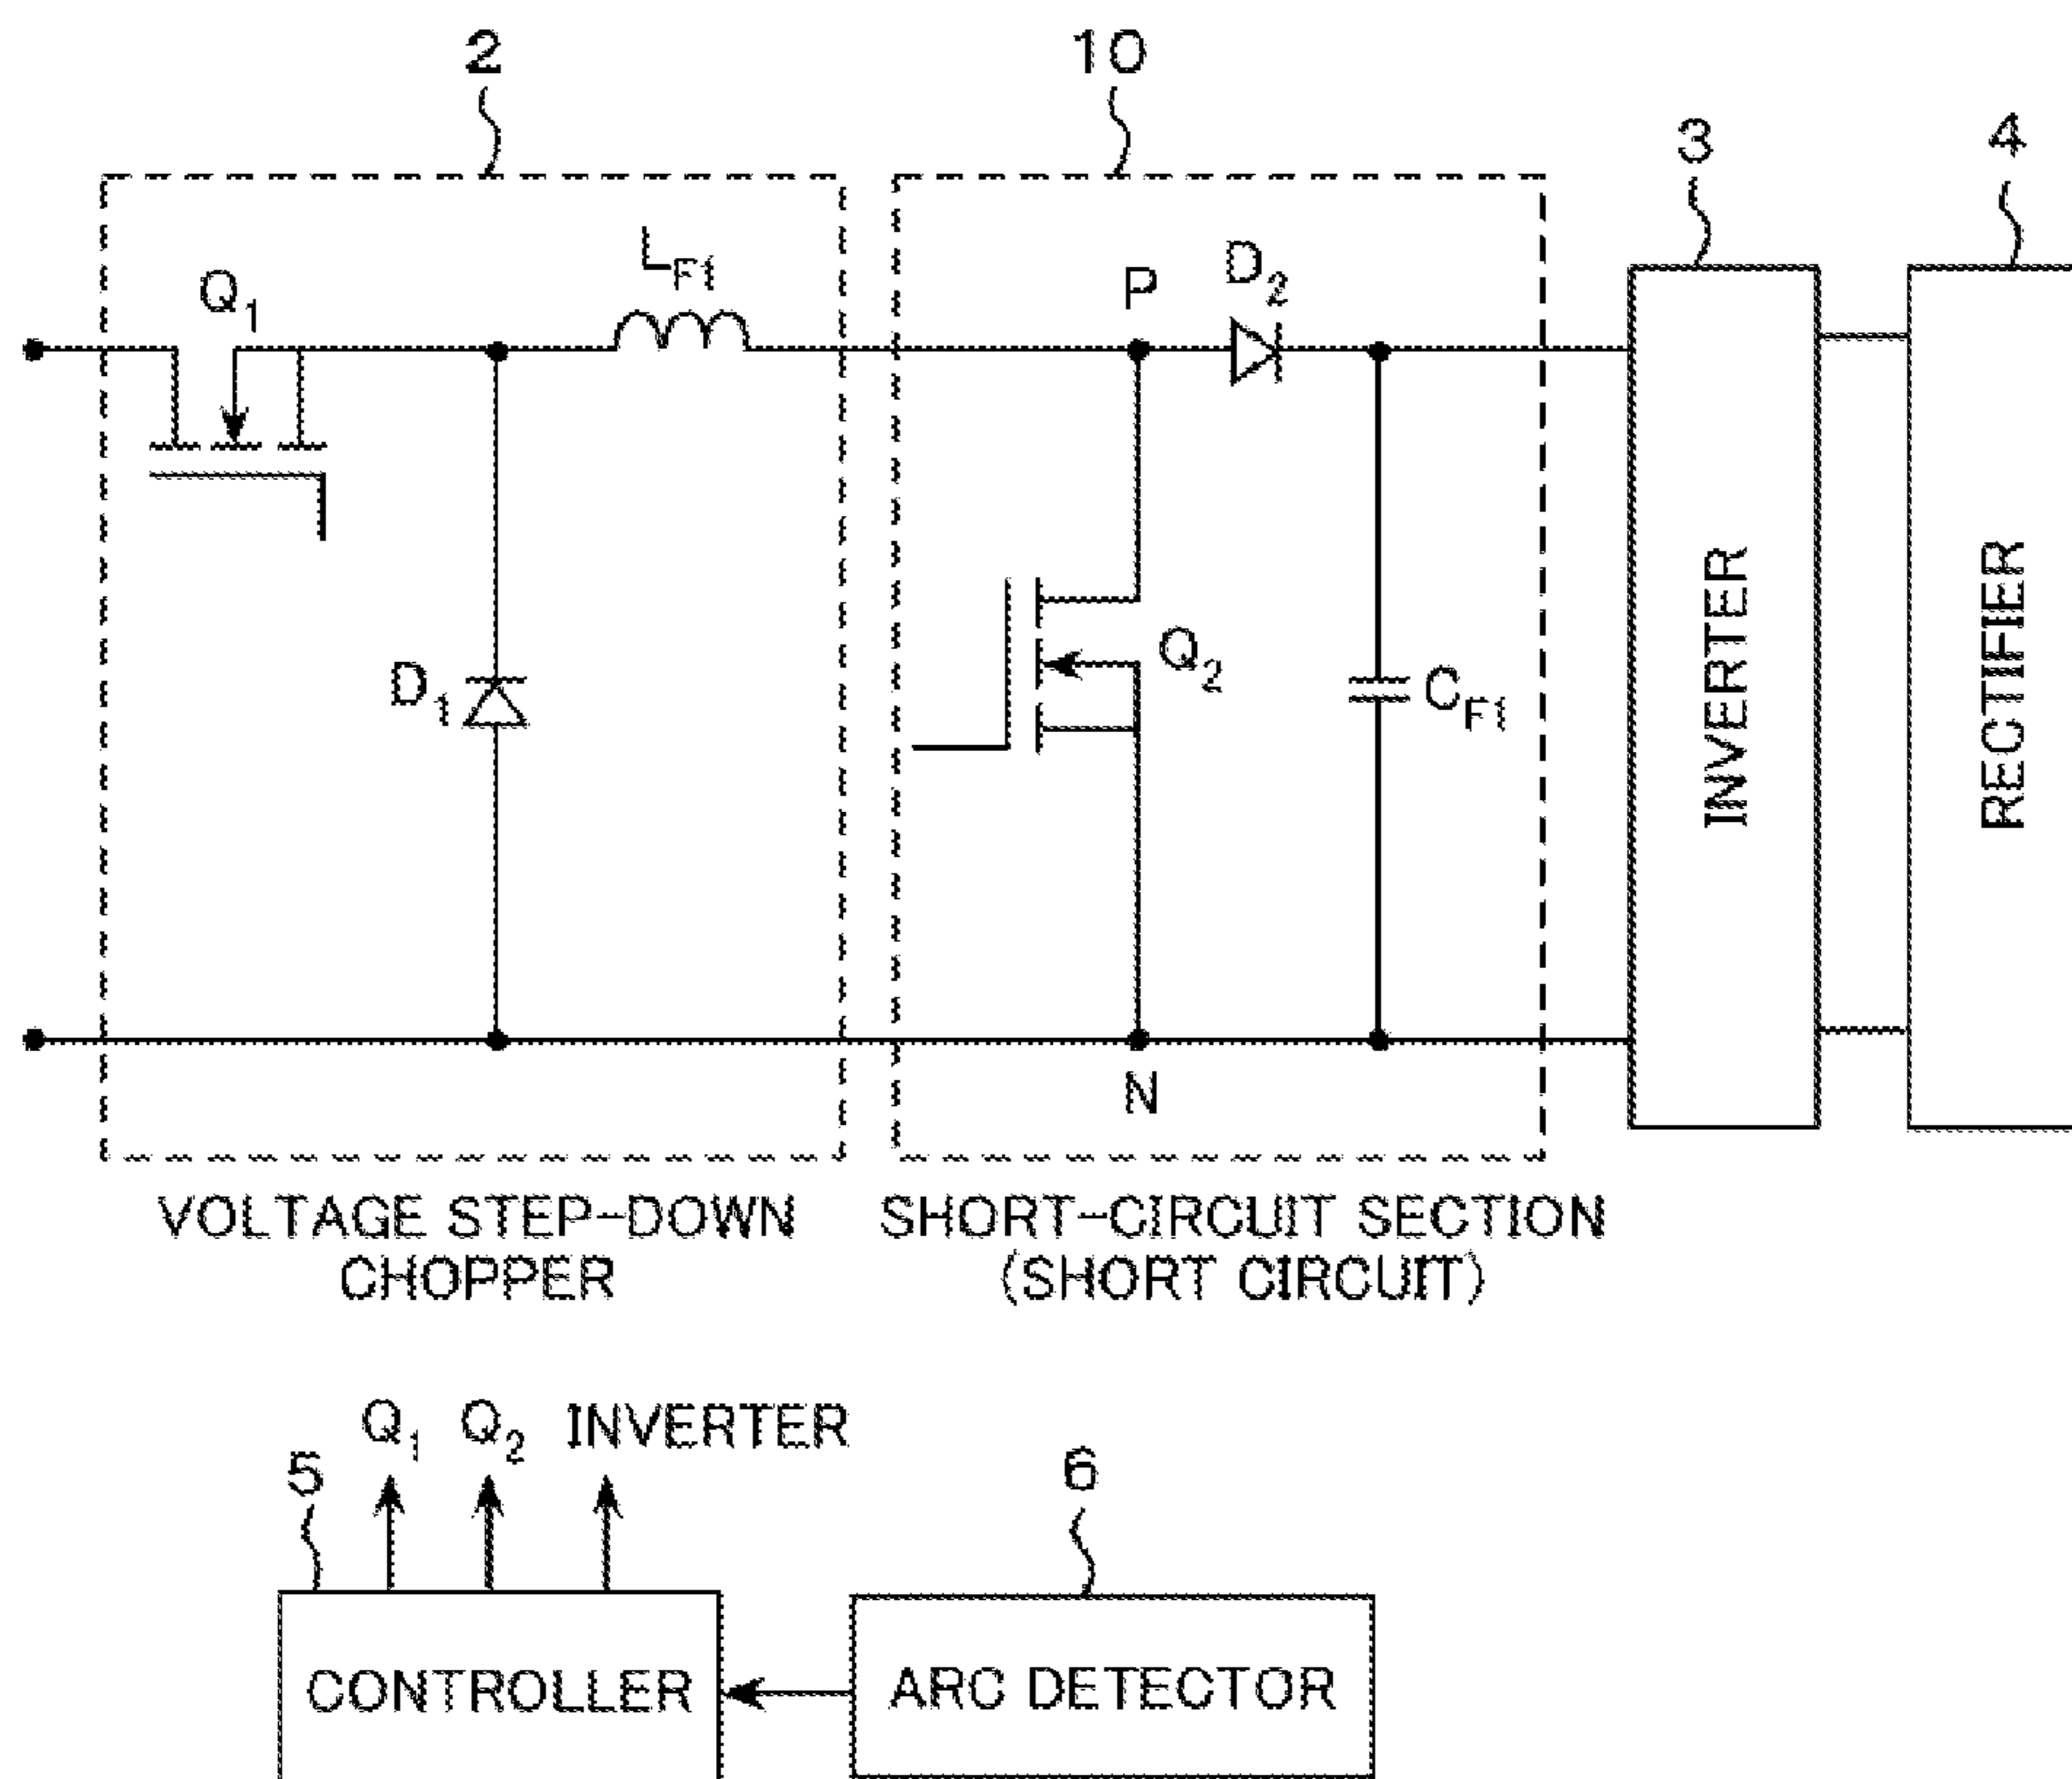 2
10
3
4
Q1
LF1
P
D2
D1
Q2
CF1
INVERTER
RECTIFIER
N
VOLTAGE STEP-DOWN
CHOPPER
SHORT-CIRCUIT SECTION
(SHORT CIRCUIT)
Q1 Q2 INVERTER
5
6
CONTROLLER
ARC DETECTOR